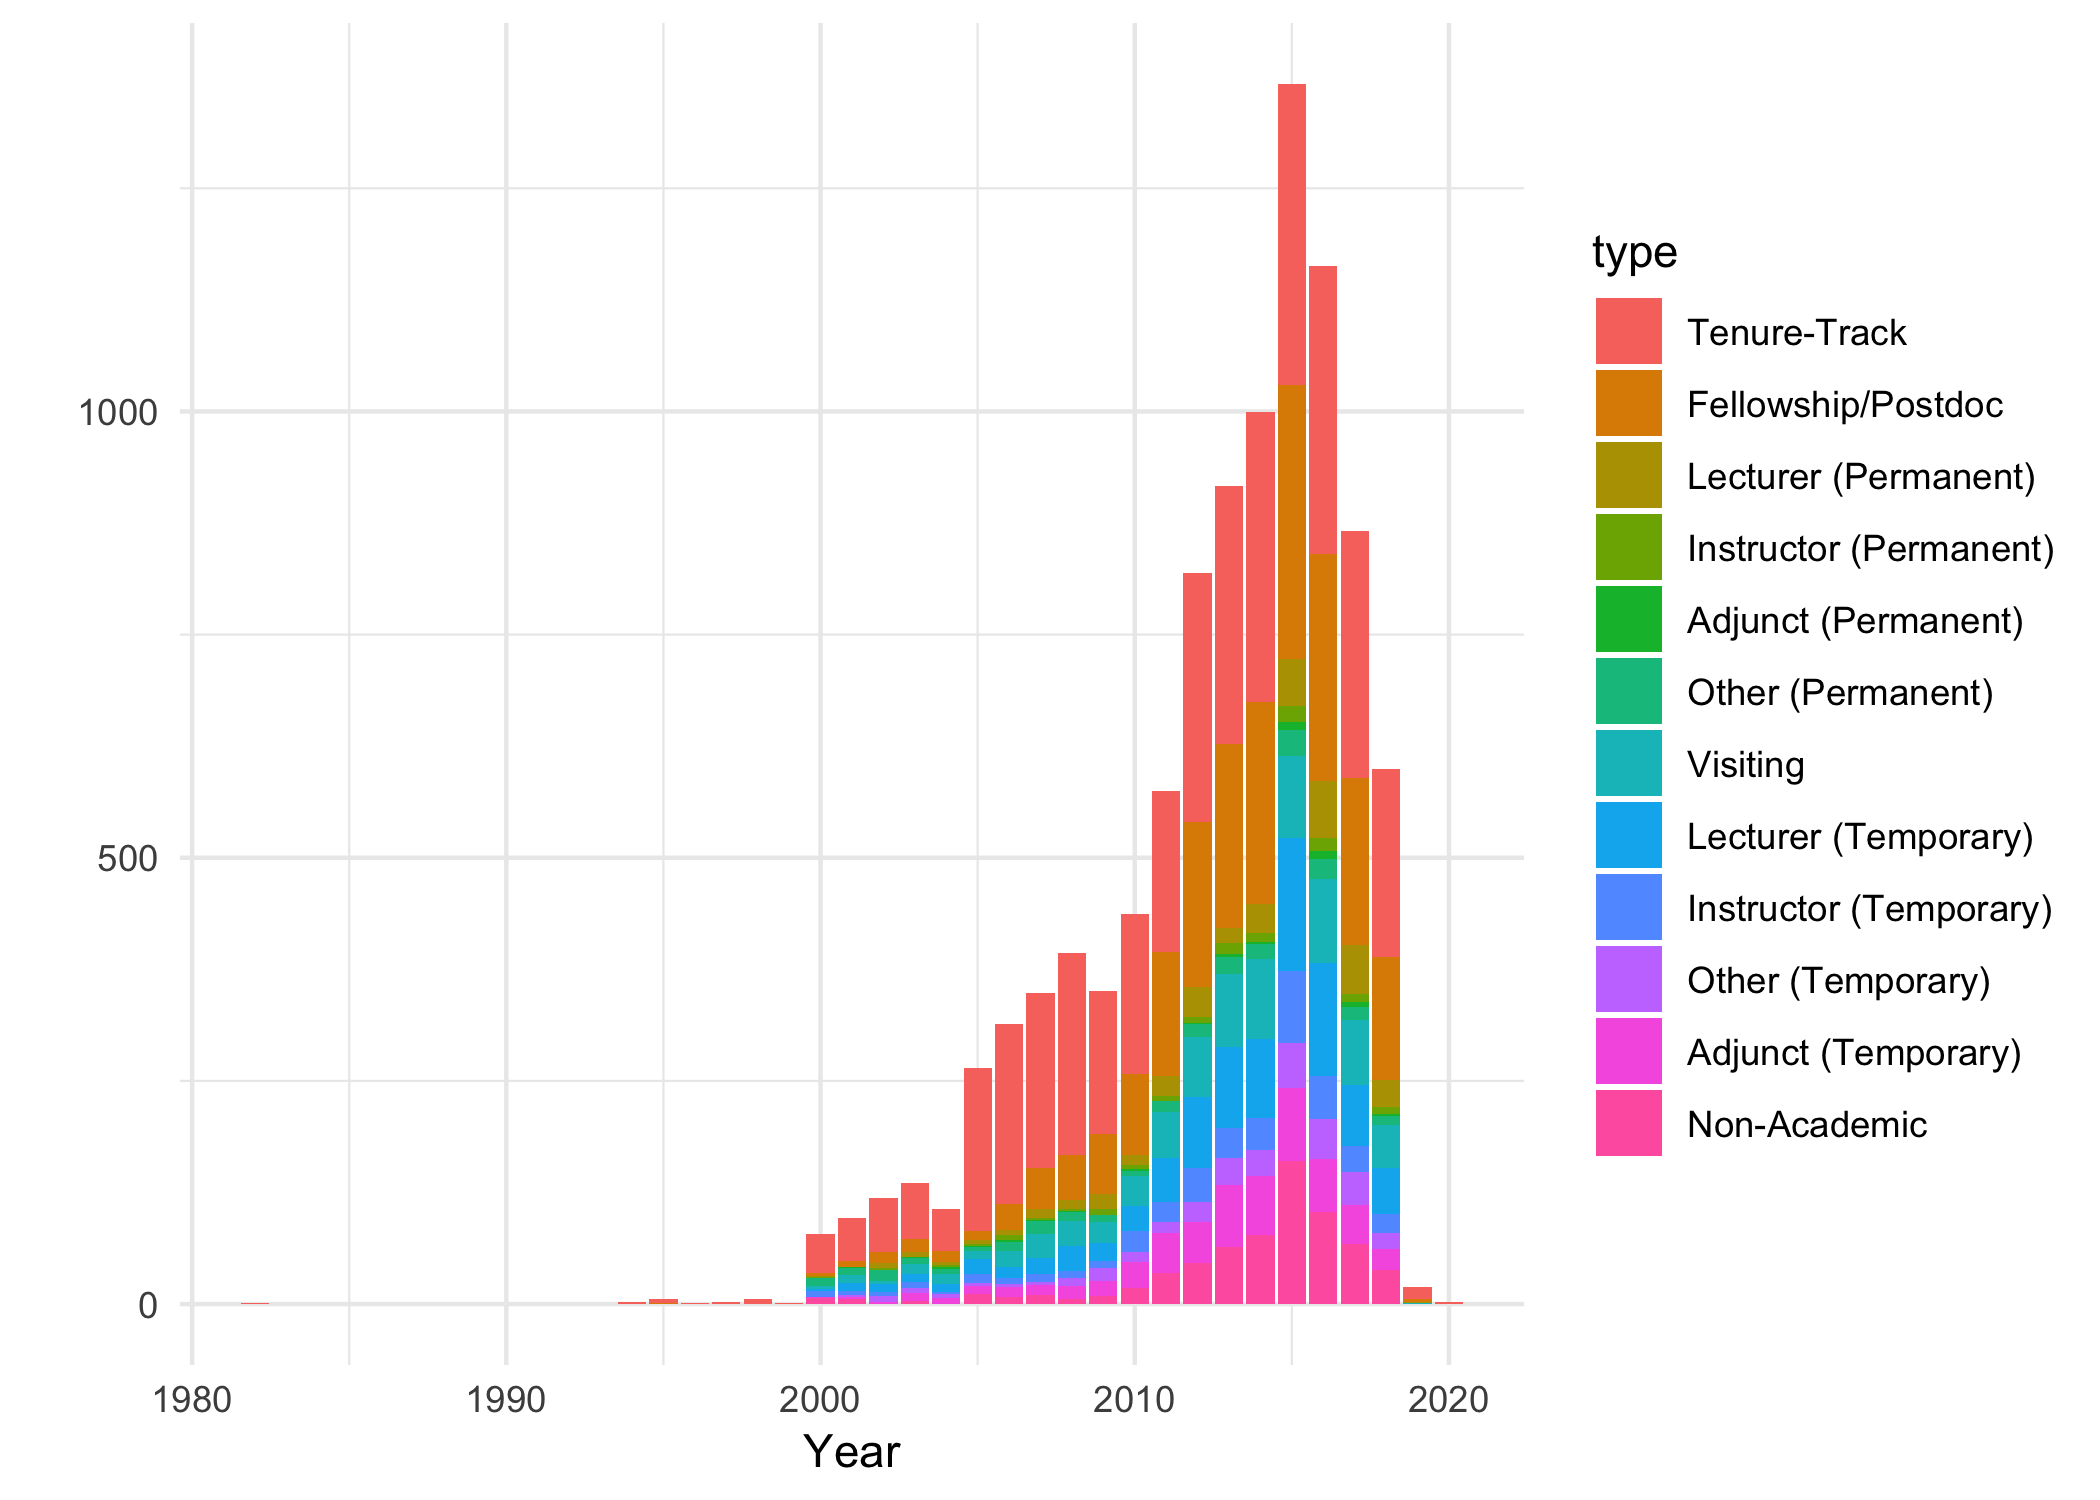 1000
500
0
1980
1990
2000
2010
2020
Year
type
Tenure-Track
Fellowship/Postdoc
Lecturer (Permanent)
Instructor (Permanent)
Adjunct (Permanent)
Other (Permanent)
Visiting
Lecturer (Temporary)
Instructor (Temporary)
Other (Temporary)
Adjunct (Temporary)
Non-Academic